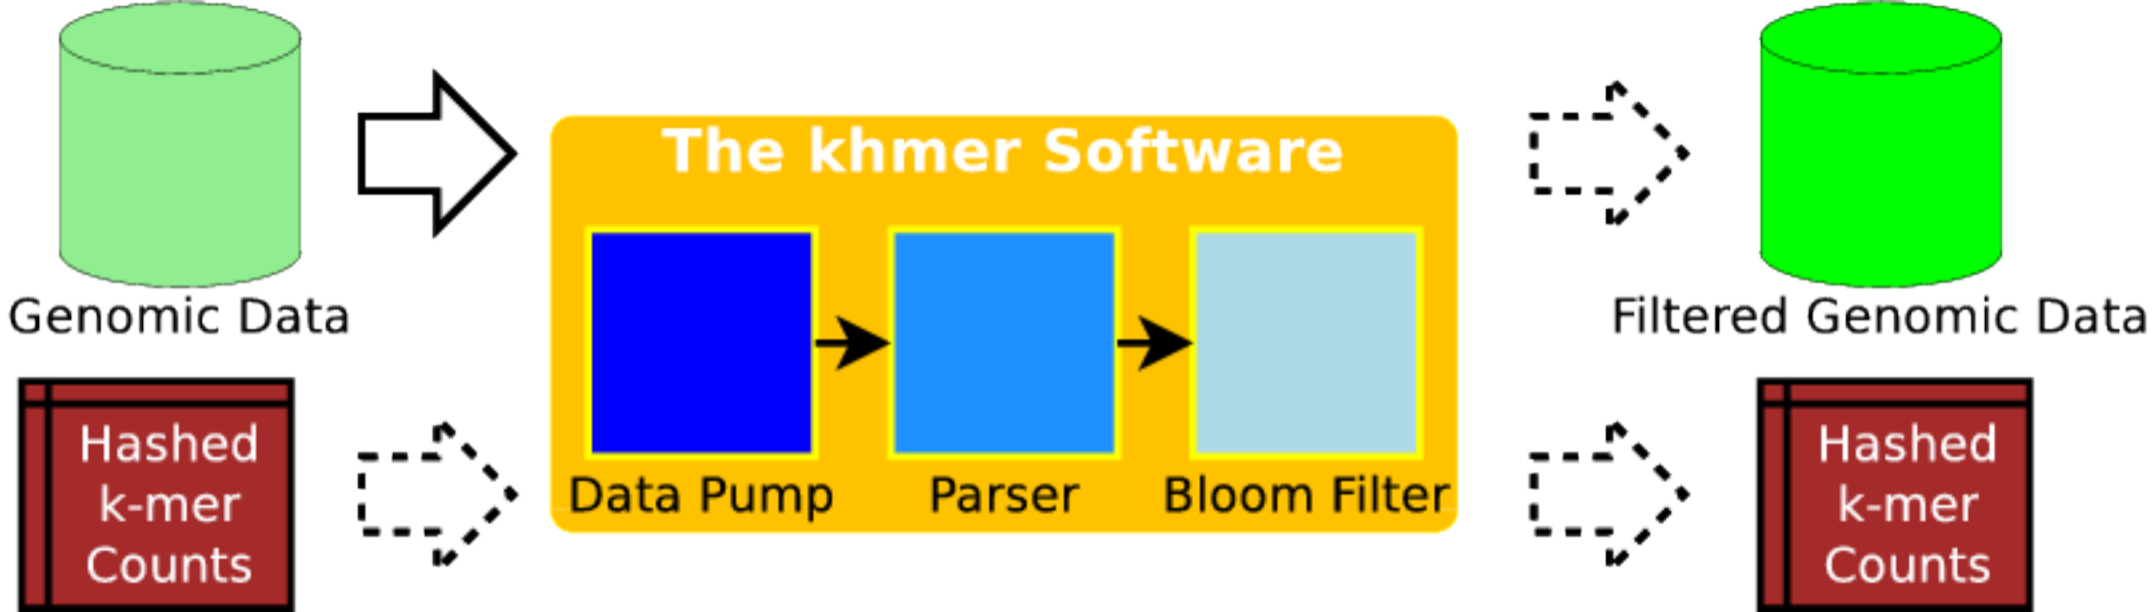 The khmer Software
Genomic Data
Filtered Genomic Data
Hashed
k-mer
Counts
Data Pump
Parser
Bloom Filter
Hashed
k-mer
Counts